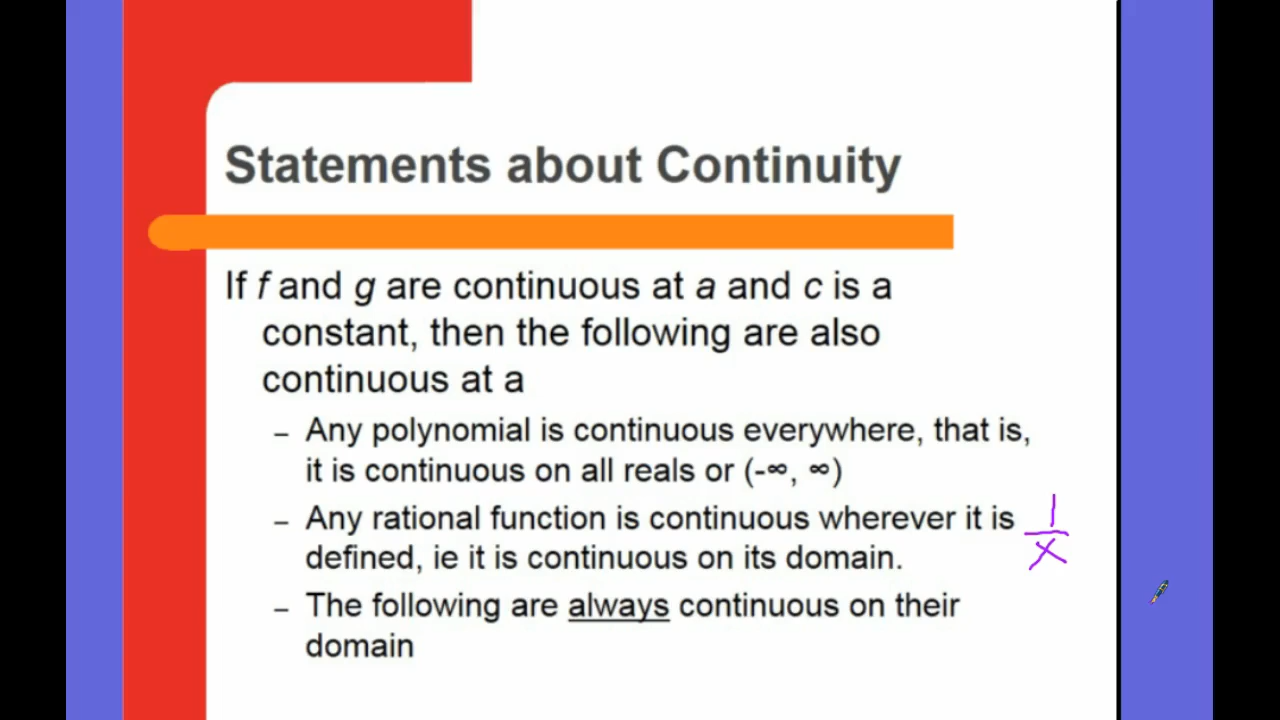 Statements about Continuity
If f and g are continuous at a and c is a
constant, then the following are also
continuous at a
– Any polynomial is continuous everywhere, that is,
it is continuous on all reals or (-∞, ∞)
– Any rational function is continuous wherever it is
defined, ie it is continuous on its domain.
1
x
– The following are always continuous on their
domain